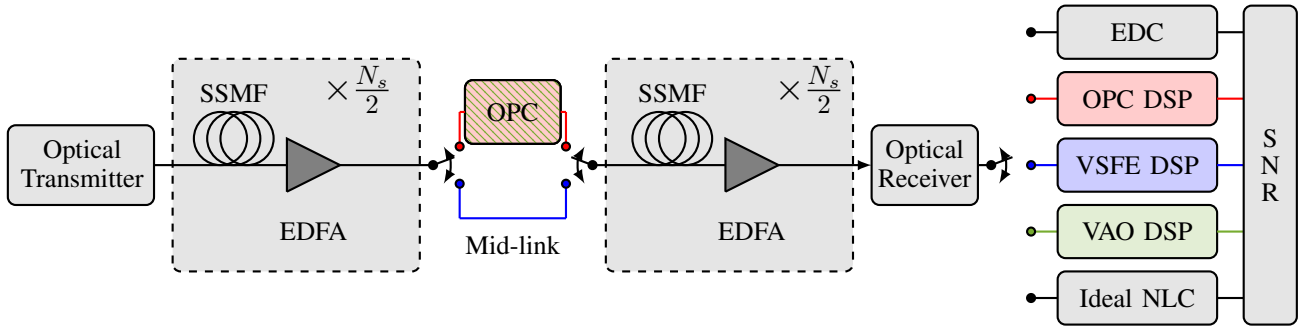 Optical
Transmitter
SSMF
× N_s/2
EDFA
OPC
Mid-link
SSMF
× N_s/2
EDFA
Optical
Receiver
EDC
OPC DSP
VSFE DSP
VAO DSP
Ideal NLC
S
N
R